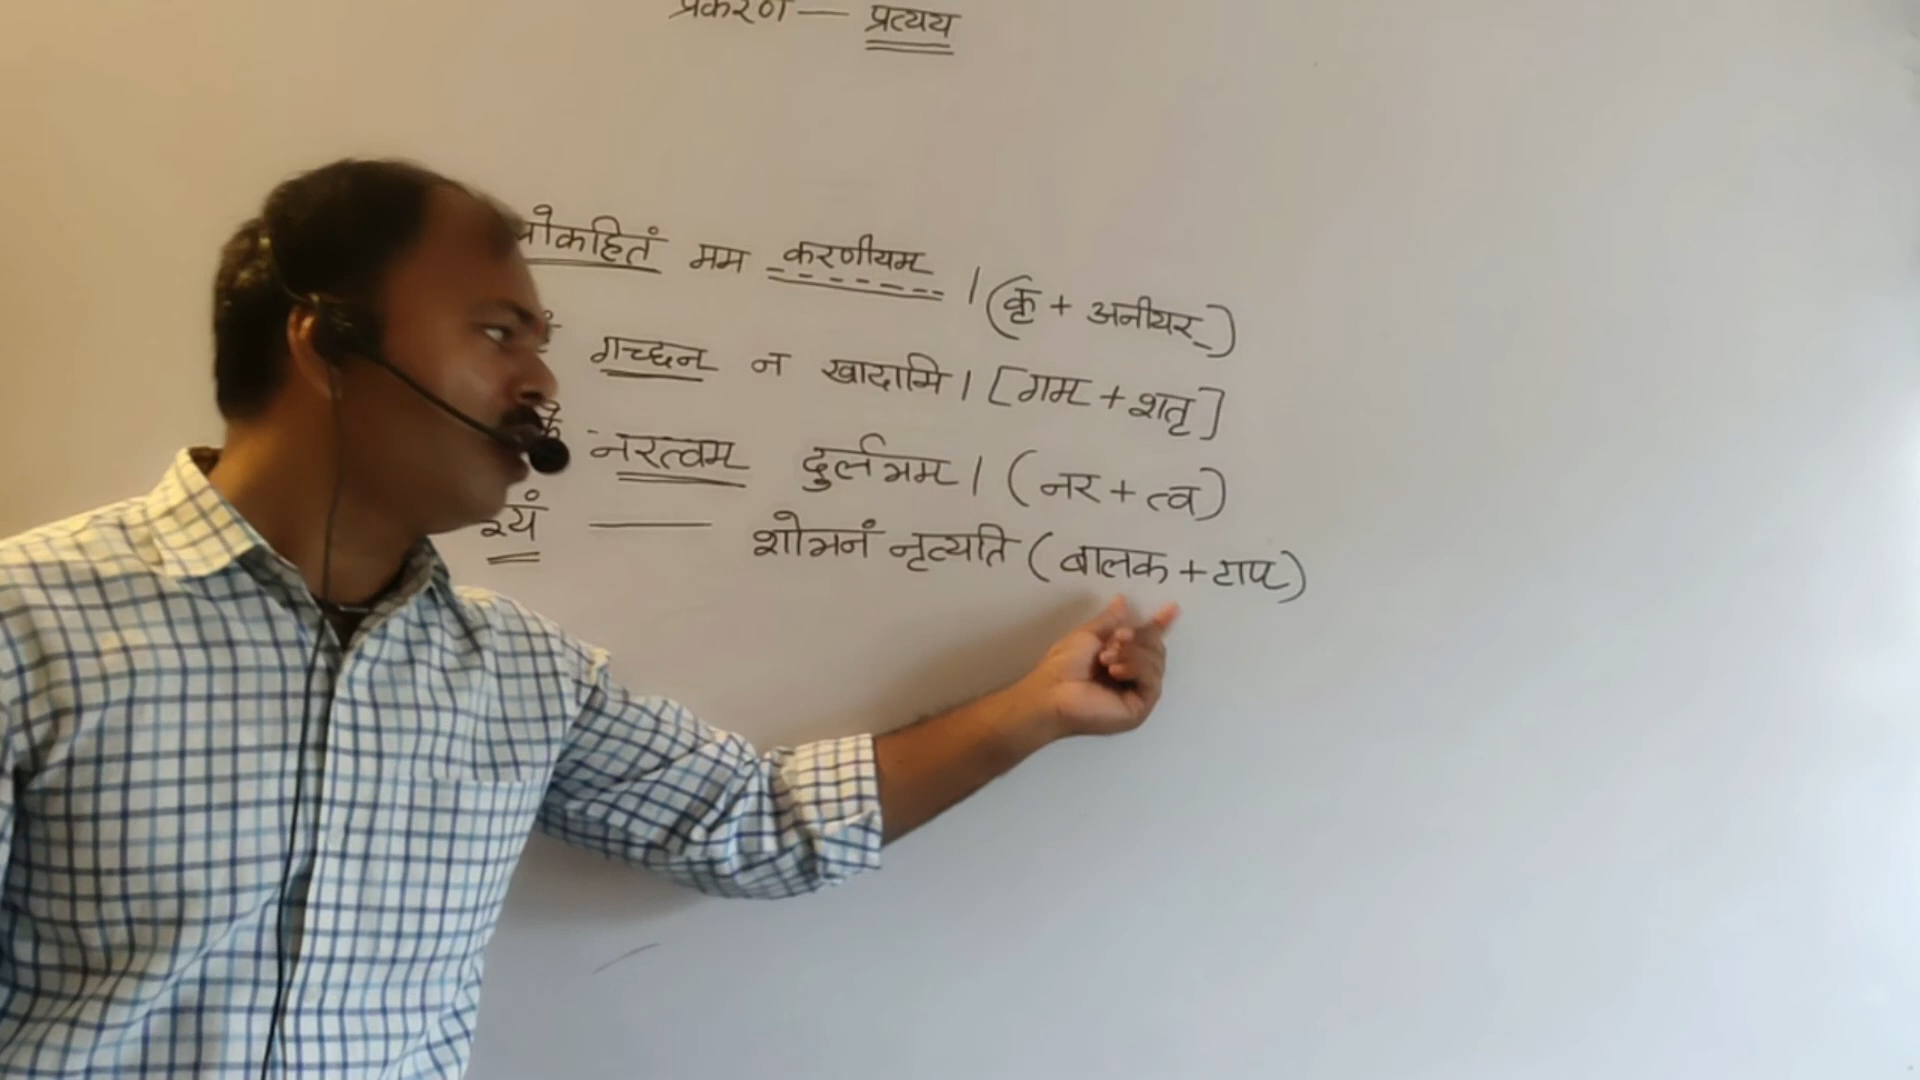 प्रकरण — प्रत्यय
लोकहितं मम करणीयम् । (कृ + अनीयर्)
गच्छन् न खादामि । [गम् + शतृ]
नरत्वम् दुर्लभम् । (नर + त्व)
इयं ——— शोभनं नृत्यति (बालक + टाप्)